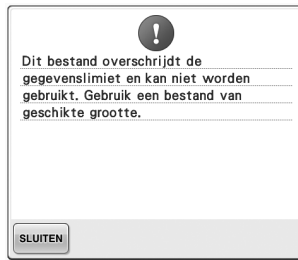 Dit bestand overschrijdt de
gegevenslimiet en kan niet worden
gebruikt. Gebruik een bestand van
geschikte grootte.
SLUITEN